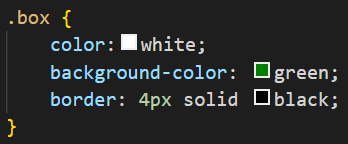 .box {
    color: white;
    background-color: green;
    border: 4px solid black;
}